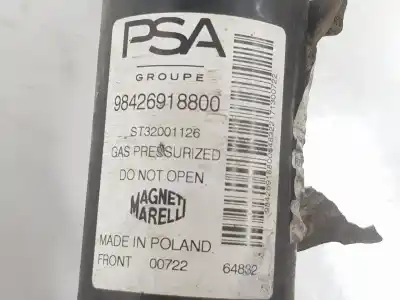 PSA
GROUPE
98426918800
ST32001126
GAS PRESSURIZED
DO NOT OPEN
MAGNETI
MARELLI
MADE IN POLAND
FRONT 00722 64832